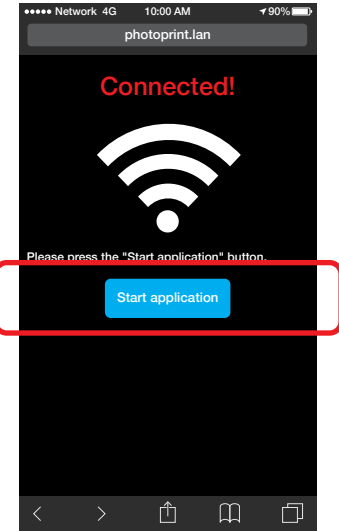 Network 4G 10:00 AM 90%
photoprint.lan
Connected!
Please press the "Start application" button.
Start application